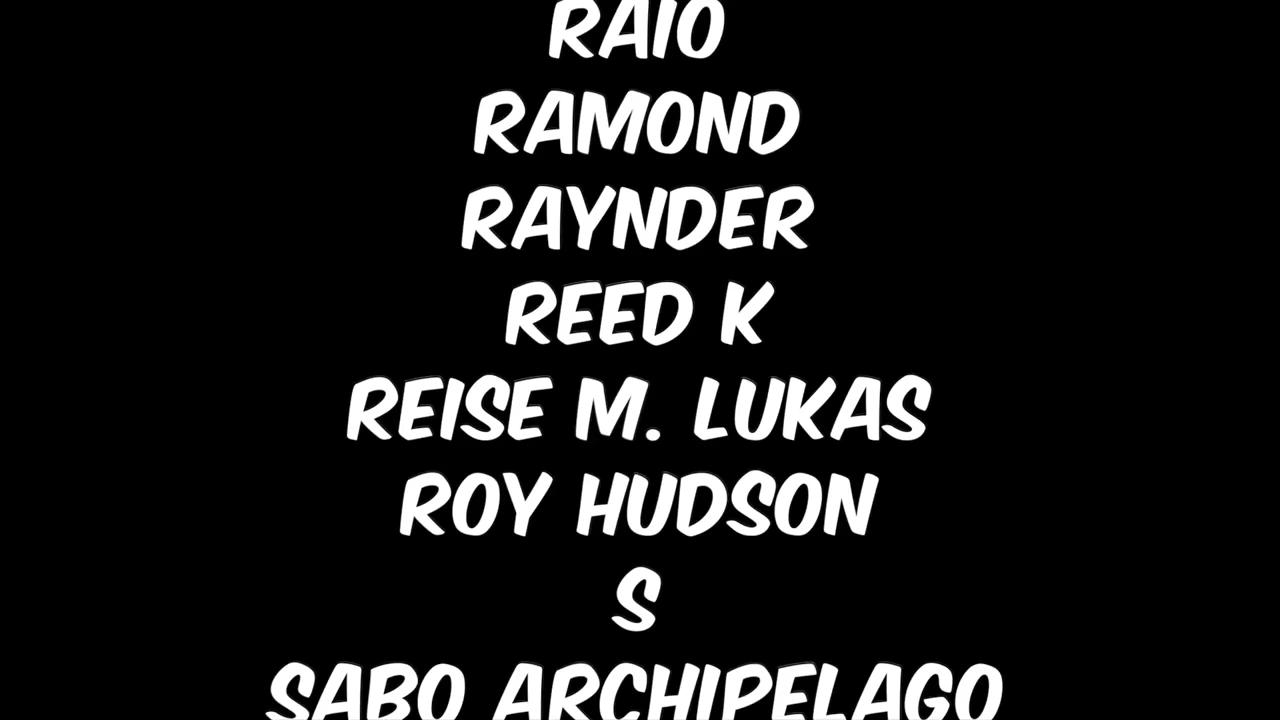 RAIO
RAMOND
RAYNDER
REED K
REISE M. LUKAS
ROY HUDSON
S
SABO ARCHIPELAGO